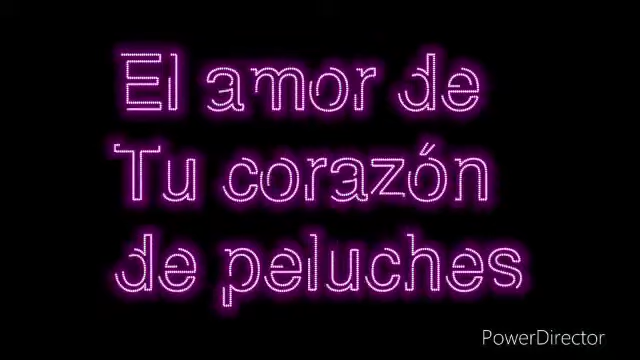 El amor de
Tu corazón
de peluches
PowerDirector